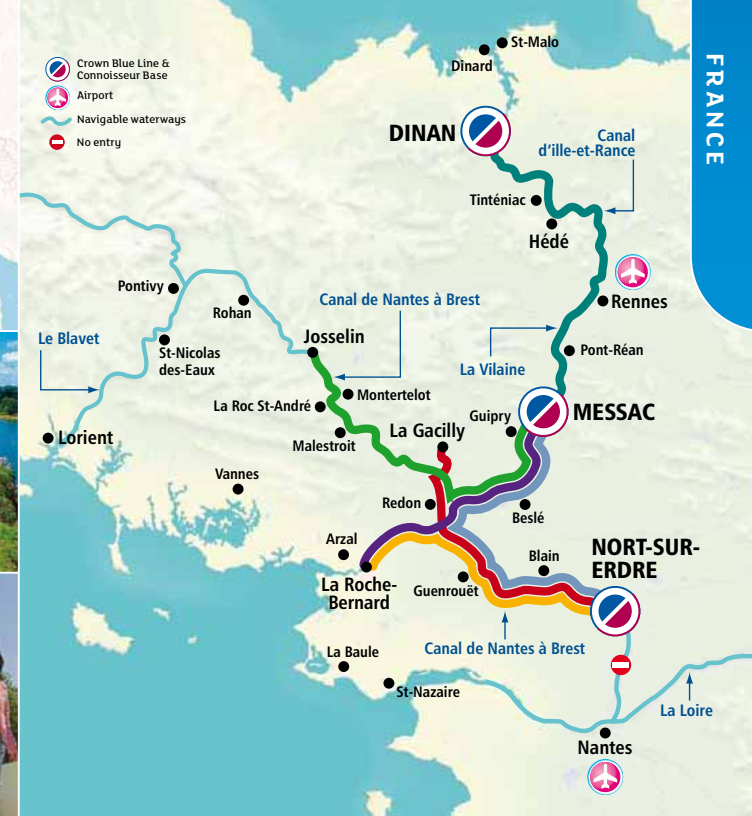 FRANCE
Crown Blue Line &
Connoisseur Base
Airport
Navigable waterways
No entry
St-Malo
Dinard
DINAN
Canal
d'ille-et-Rance
Tinténiac
Hédé
Rennes
Pontivy
Rohan
Canal de Nantes à Brest
Josselin
Le Blavet
St-Nicolas
des-Eaux
La Vilaine
Pont-Réan
Montertelot
La Roc St-André
Malestroit
La Gacilly
Guipry
MESSAC
Lorient
Vannes
Redon
Beslé
Arzal
La Roche-
Bernard
Guenrouët
Blain
NORT-SUR-
ERDRE
Canal de Nantes à Brest
La Baule
St-Nazaire
La Loire
Nantes